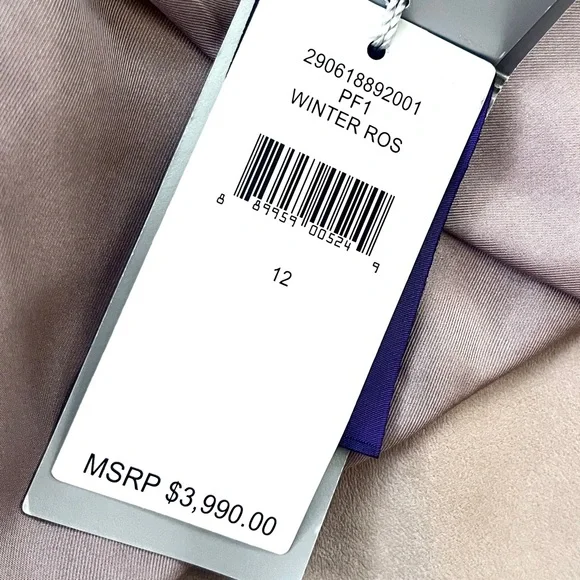 290618892001
PF1
WINTER ROS
8 89959 00524 9
12
MSRP $3,990.00